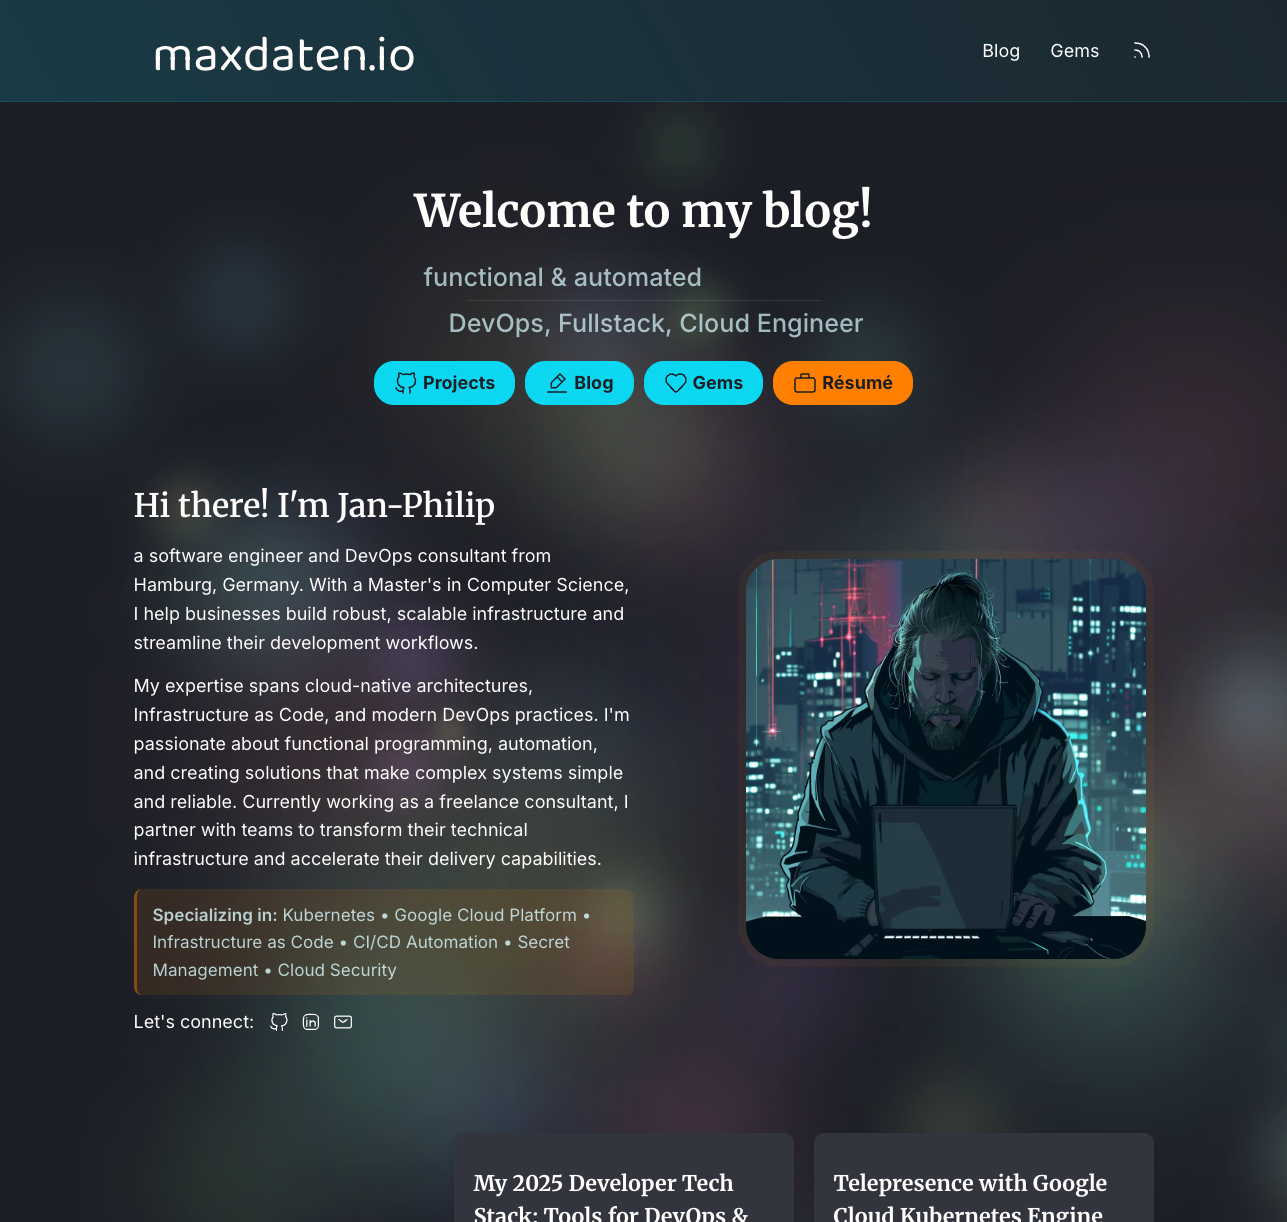 maxdaten.io
Blog Gems
Welcome to my blog!
functional & automated
DevOps, Fullstack, Cloud Engineer
Projects Blog Gems Résumé
Hi there! I'm Jan-Philip
a software engineer and DevOps consultant from
Hamburg, Germany. With a Master's in Computer Science,
I help businesses build robust, scalable infrastructure and
streamline their development workflows.
My expertise spans cloud-native architectures,
Infrastructure as Code, and modern DevOps practices. I'm
passionate about functional programming, automation,
and creating solutions that make complex systems simple
and reliable. Currently working as a freelance consultant, I
partner with teams to transform their technical
infrastructure and accelerate their delivery capabilities.
Specializing in: Kubernetes • Google Cloud Platform •
Infrastructure as Code • CI/CD Automation • Secret
Management • Cloud Security
Let's connect:
My 2025 Developer Tech
Stack: Tools for DevOps &
Telepresence with Google
Cloud Kubernetes Engine